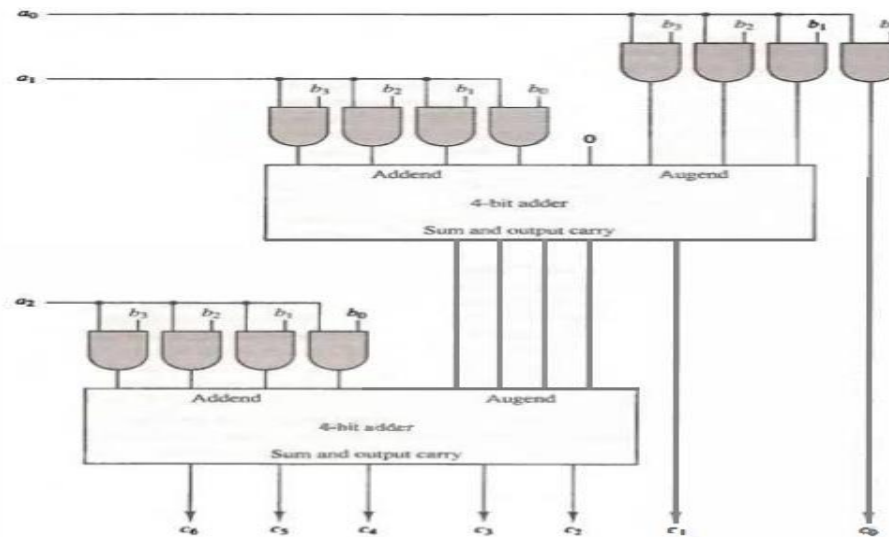 a₀ b₃ b₂ b₁ b
a₁ b₃ b₂ b₁ b₀
0
Addend Augend
4-bit adder
Sum and output carry
a₂ b₃ b₂ b₁ b₀
Addend Augend
4-bit adder
Sum and output carry
c₆ c₅ c₄ c₃ c₂ c₁ c₀